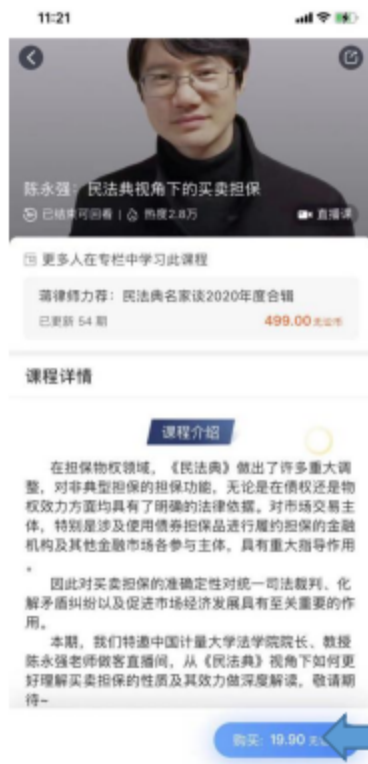 11:21
陈永强：民法典视角下的买卖担保
已结束可回看 | 热度2.8万
直播课
更多人在专栏中学习此课程
蒋律师力荐：民法典名家谈2020年度合辑
已更新 54 期
499.00 无讼币
课程详情
课程介绍
在担保物权领域，《民法典》做出了许多重大调
整，对非典型担保的担保功能，无论是在债权还是物
权效力方面均具有了明确的法律依据。对市场交易主
体，特别是涉及使用债券担保品进行履约担保的金融
机构及其他金融市场各参与主体，具有重大指导作用
。
因此对买卖担保的准确定性对统一司法裁判、化
解矛盾纠纷以及促进市场经济发展具有至关重要的作
用。
本期，我们特邀中国计量大学法学院院长、教授
陈永强老师做客直播间，从《民法典》视角下如何更
好理解买卖担保的性质及其效力做深度解读，敬请期
待~
购买：19.90 无